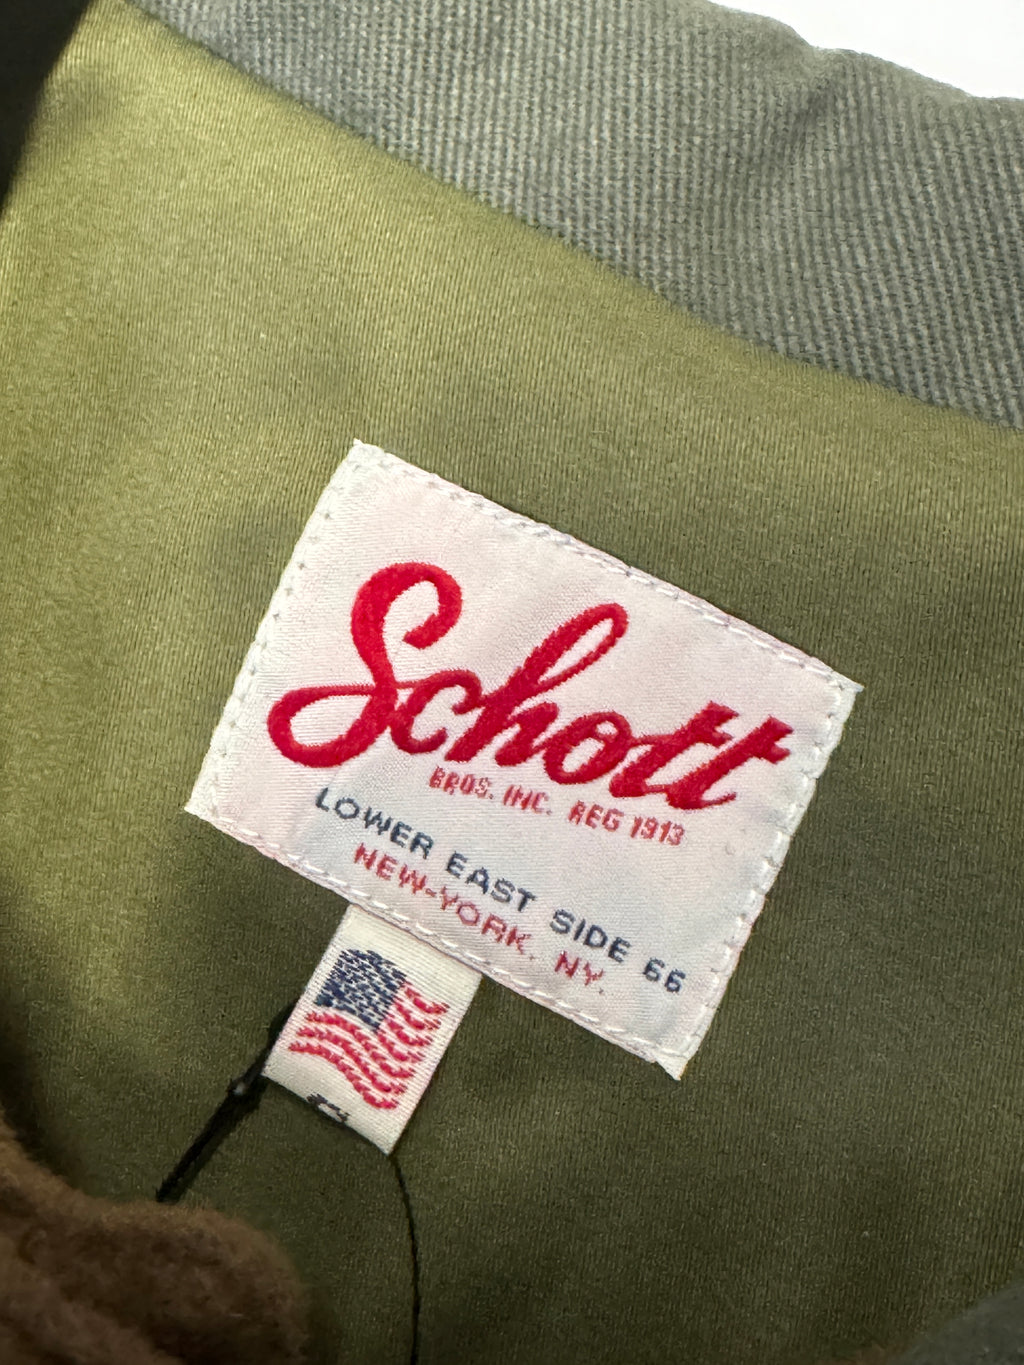 Schott
BROS. INC. REG 1913
LOWER EAST SIDE 66
NEW-YORK, NY.